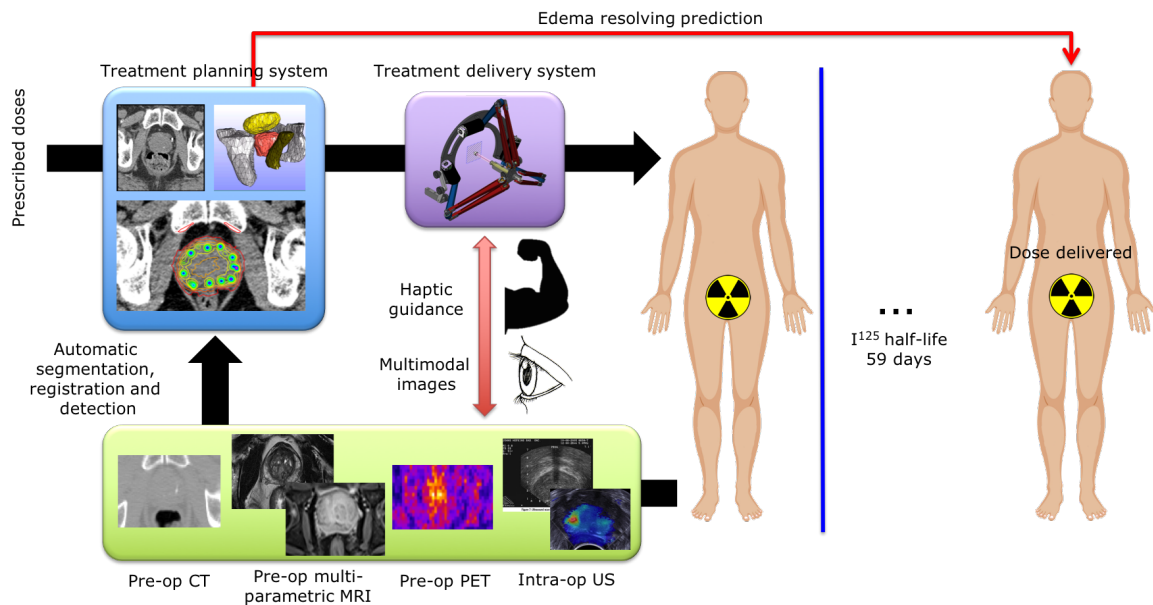 Edema resolving prediction
Treatment planning system
Treatment delivery system
Prescribed doses
Dose delivered
Haptic
guidance
Multimodal
images
...
I¹²⁵ half-life
59 days
Automatic
segmentation,
registration and
detection
Pre-op CT
Pre-op multi-
parametric MRI
Pre-op PET
Intra-op US